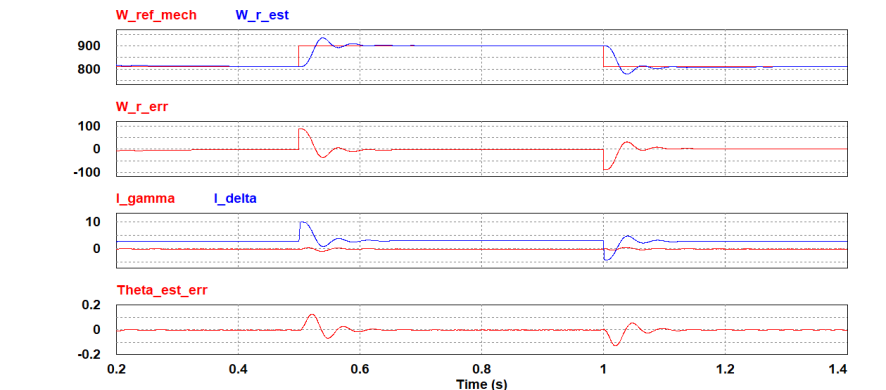 W_ref_mech W_r_est
900
800
W_r_err
100
0
-100
I_gamma I_delta
10
0
Theta_est_err
0.2
0
-0.2
0.2 0.4 0.6 0.8 1 1.2 1.4
Time (s)